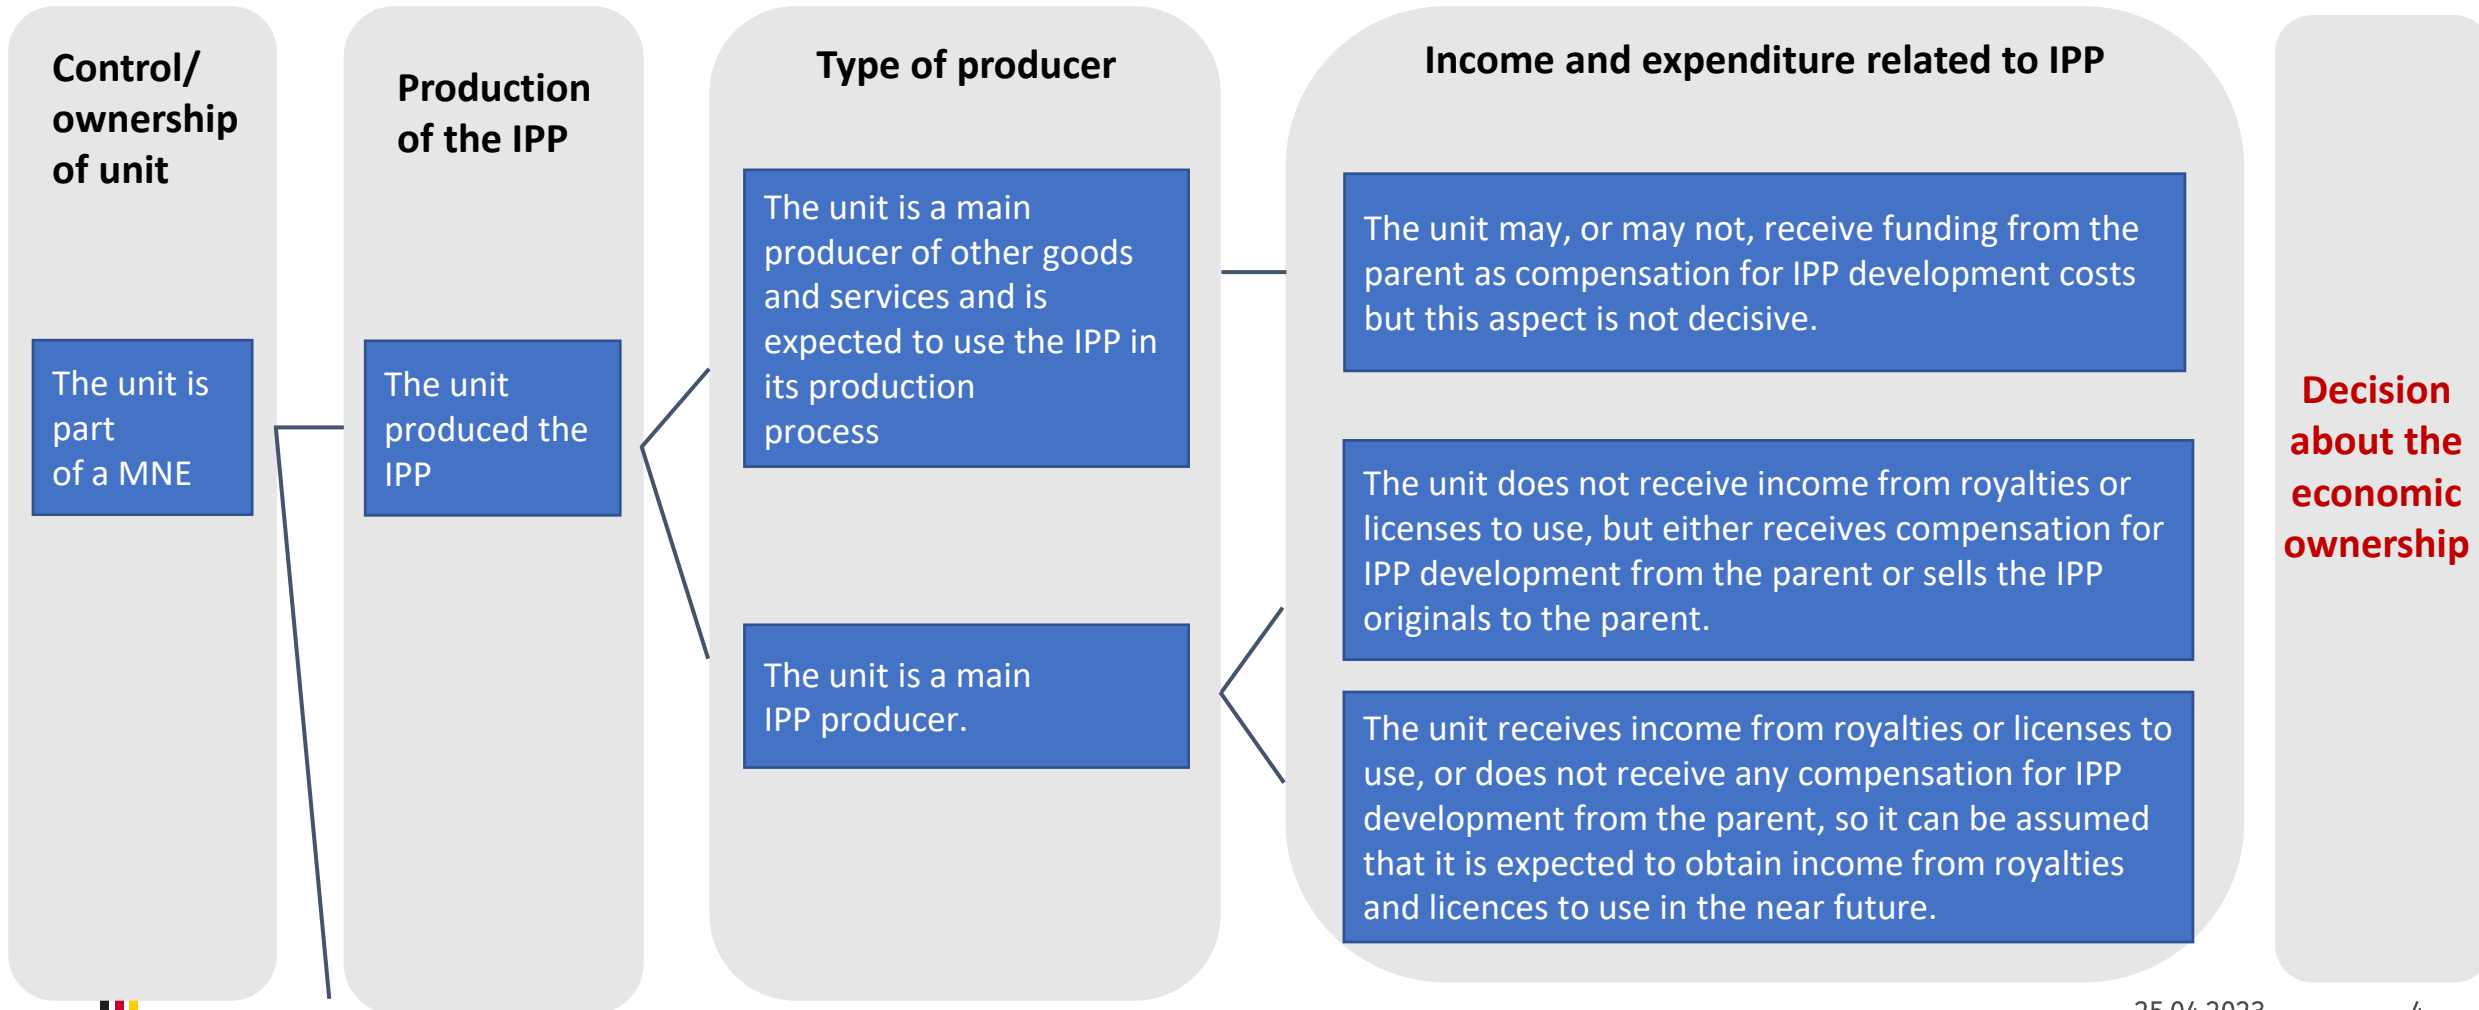 Control/
ownership
of unit
Production
of the IPP
Type of producer
Income and expenditure related to IPP
The unit is
part
of a MNE
The unit
produced the
IPP
The unit is a main
producer of other goods
and services and is
expected to use the IPP in
its production
process
The unit is a main
IPP producer.
The unit may, or may not, receive funding from the
parent as compensation for IPP development costs
but this aspect is not decisive.
The unit does not receive income from royalties or
licenses to use, but either receives compensation for
IPP development from the parent or sells the IPP
originals to the parent.
The unit receives income from royalties or licenses to
use, or does not receive any compensation for IPP
development from the parent, so it can be assumed
that it is expected to obtain income from royalties
and licences to use in the near future.
Decision
about the
economic
ownership
25.04.2023
4